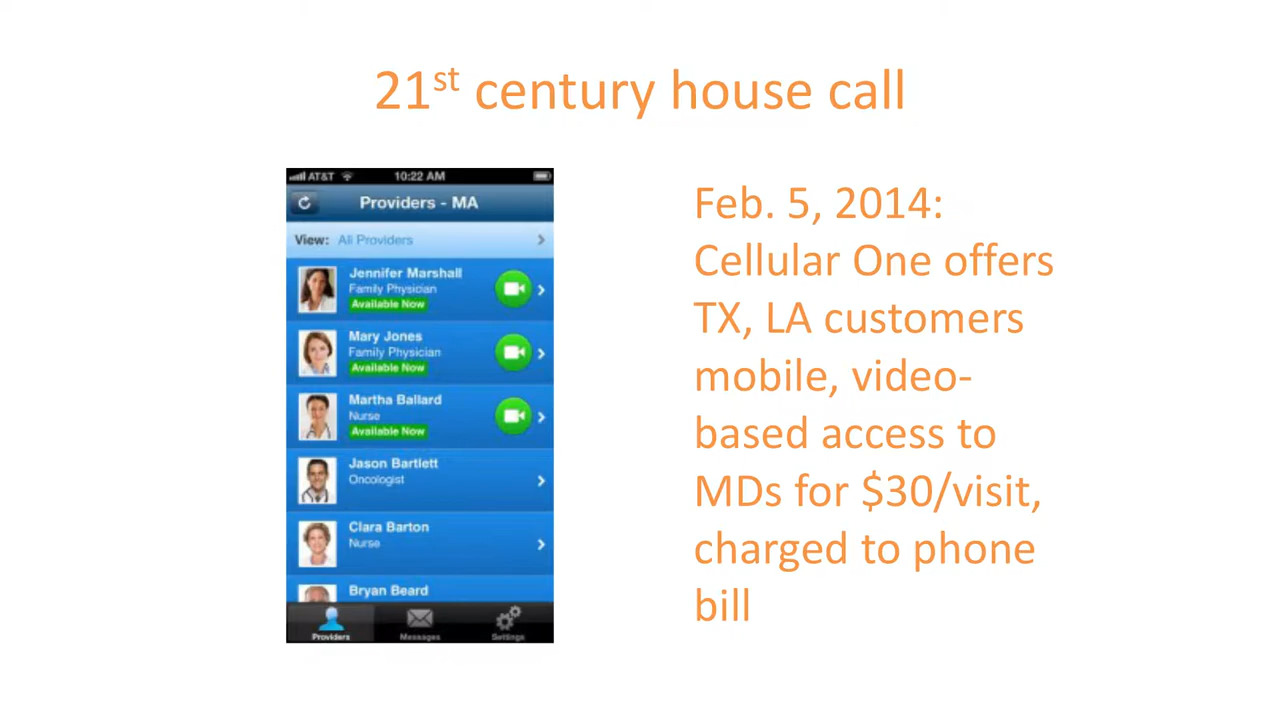 21st century house call
AT&T 10:22 AM
Providers - MA
View: All Providers
Jennifer Marshall
Family Physician
Available Now
Mary Jones
Family Physician
Available Now
Martha Ballard
Nurse
Available Now
Jason Bartlett
Oncologist
Clara Barton
Nurse
Bryan Beard
Providers Messages Settings
Feb. 5, 2014:
Cellular One offers
TX, LA customers
mobile, video-
based access to
MDs for $30/visit,
charged to phone
bill